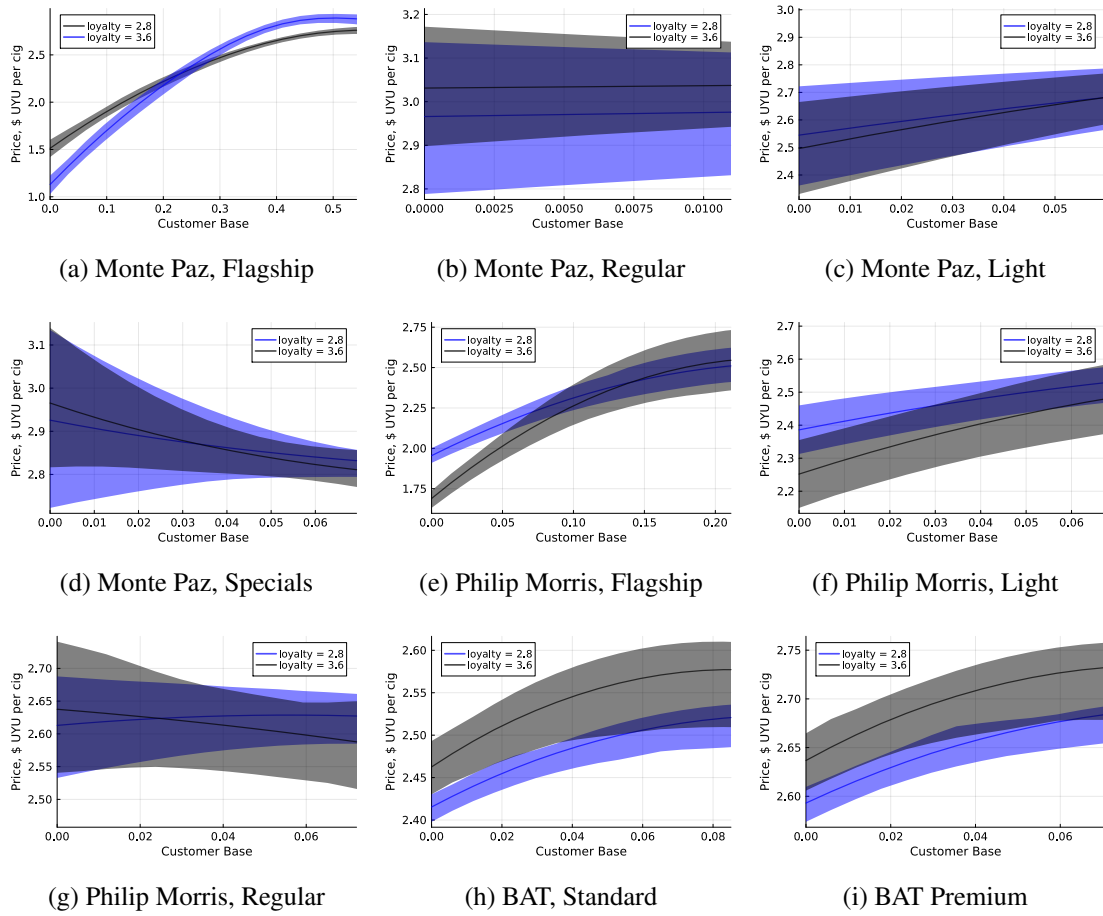 Price, $ UYU per cig
loyalty = 2.8
loyalty = 3.6
2.5
2.0
1.5
1.0
0.0 0.1 0.2 0.3 0.4 0.5
Customer Base
(a) Monte Paz, Flagship
Price, $ UYU per cig
loyalty = 2.8
loyalty = 3.6
3.2
3.1
3.0
2.9
2.8
0.0000 0.0025 0.0050 0.0075 0.0100
Customer Base
(b) Monte Paz, Regular
Price, $ UYU per cig
loyalty = 2.8
loyalty = 3.6
3.0
2.9
2.8
2.7
2.6
2.5
2.4
0.00 0.01 0.02 0.03 0.04 0.05
Customer Base
(c) Monte Paz, Light
Price, $ UYU per cig
loyalty = 2.8
loyalty = 3.6
3.1
3.0
2.9
2.8
0.00 0.01 0.02 0.03 0.04 0.05 0.06
Customer Base
(d) Monte Paz, Specials
Price, $ UYU per cig
loyalty = 2.8
loyalty = 3.6
2.75
2.50
2.25
2.00
1.75
0.00 0.05 0.10 0.15 0.20
Customer Base
(e) Philip Morris, Flagship
Price, $ UYU per cig
loyalty = 2.8
loyalty = 3.6
2.7
2.6
2.5
2.4
2.3
2.2
0.00 0.01 0.02 0.03 0.04 0.05 0.06
Customer Base
(f) Philip Morris, Light
Price, $ UYU per cig
loyalty = 2.8
loyalty = 3.6
2.70
2.65
2.60
2.55
2.50
0.00 0.02 0.04 0.06
Customer Base
(g) Philip Morris, Regular
Price, $ UYU per cig
loyalty = 2.8
loyalty = 3.6
2.60
2.55
2.50
2.45
2.40
0.00 0.02 0.04 0.06 0.08
Customer Base
(h) BAT, Standard
Price, $ UYU per cig
loyalty = 2.8
loyalty = 3.6
2.75
2.70
2.65
2.60
0.00 0.02 0.04 0.06
Customer Base
(i) BAT Premium